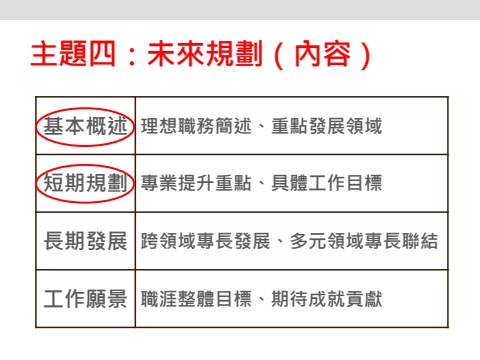 主題四：未來規劃（內容）
基本概述 理想職務簡述、重點發展領域
短期規劃 專業提升重點、具體工作目標
長期發展 跨領域專長發展、多元領域專長聯結
工作願景 職涯整體目標、期待成就貢獻